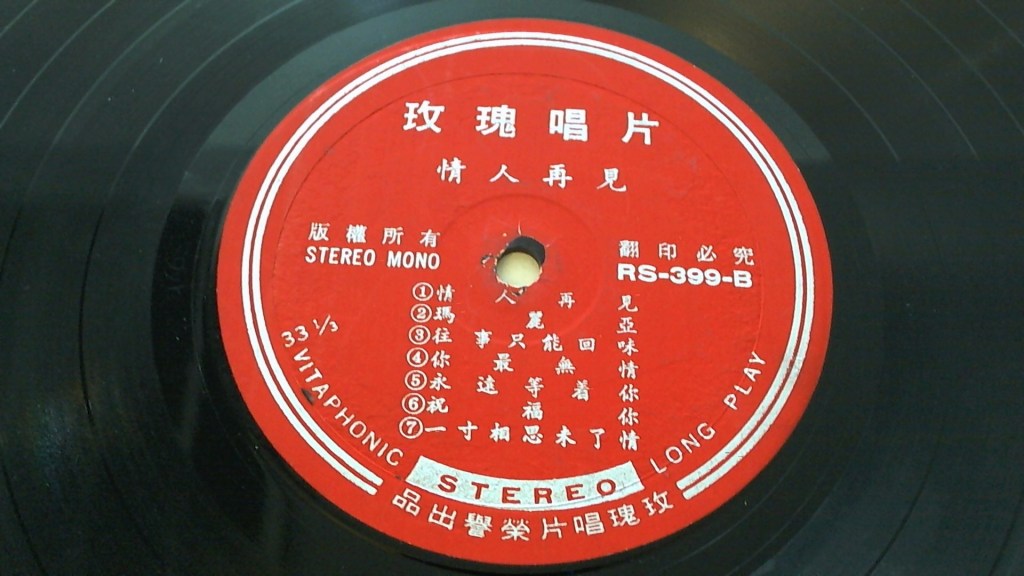 玫瑰唱片
情人再見
版權所有
STEREO MONO
翻印必究
RS-399-B
①情人再見
②瑪麗亞
③往事只能回味
④你最無情
⑤永遠等着你
⑥祝福你
⑦一寸相思未了情
33 1/3
VITAPHONIC
STEREO
LONG PLAY
玫瑰唱片榮譽出品